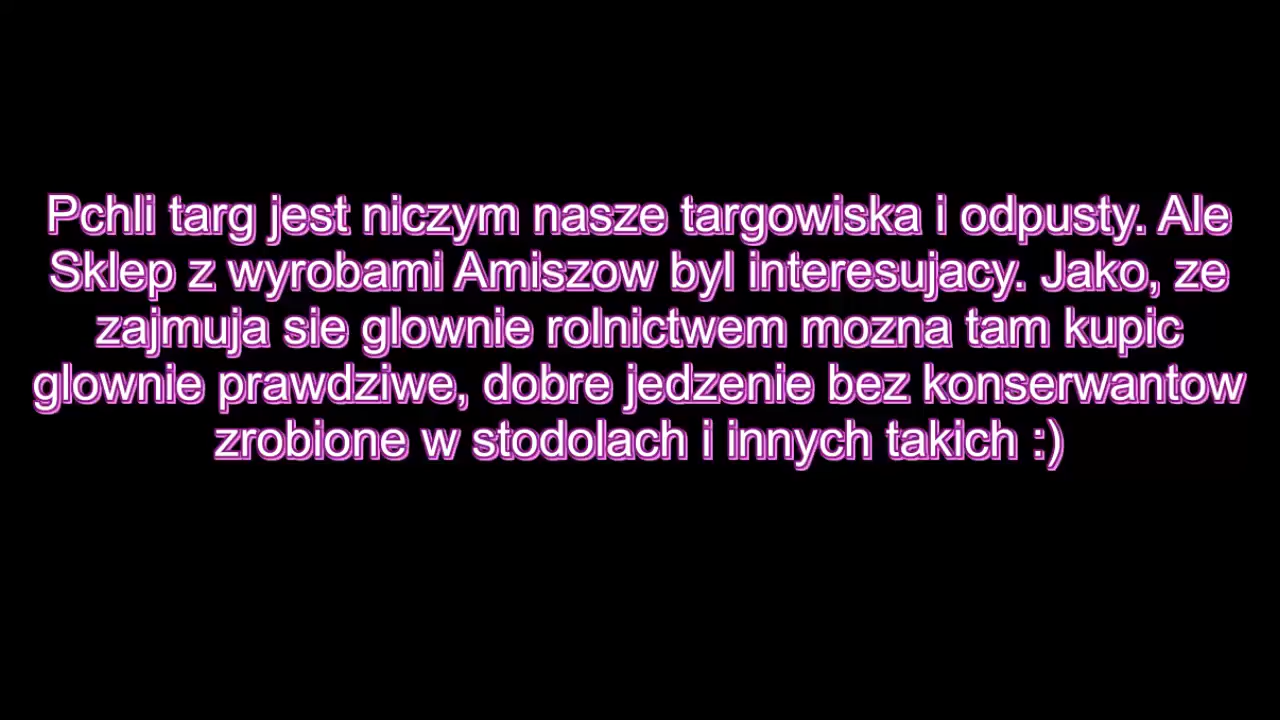 Pchli targ jest niczym nasze targowiska i odpusty. Ale
Sklep z wyrobami Amiszow byl interesujacy. Jako, ze
zajmuja sie glownie rolnictwem mozna tam kupic
glownie prawdziwe, dobre jedzenie bez konserwantow
zrobione w stodolach i innych takich :)